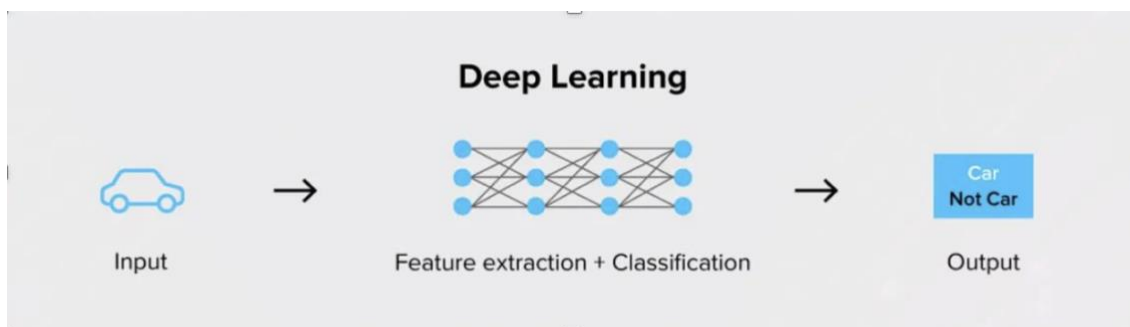 Deep Learning
Car
Not Car
Input
Feature extraction + Classification
Output